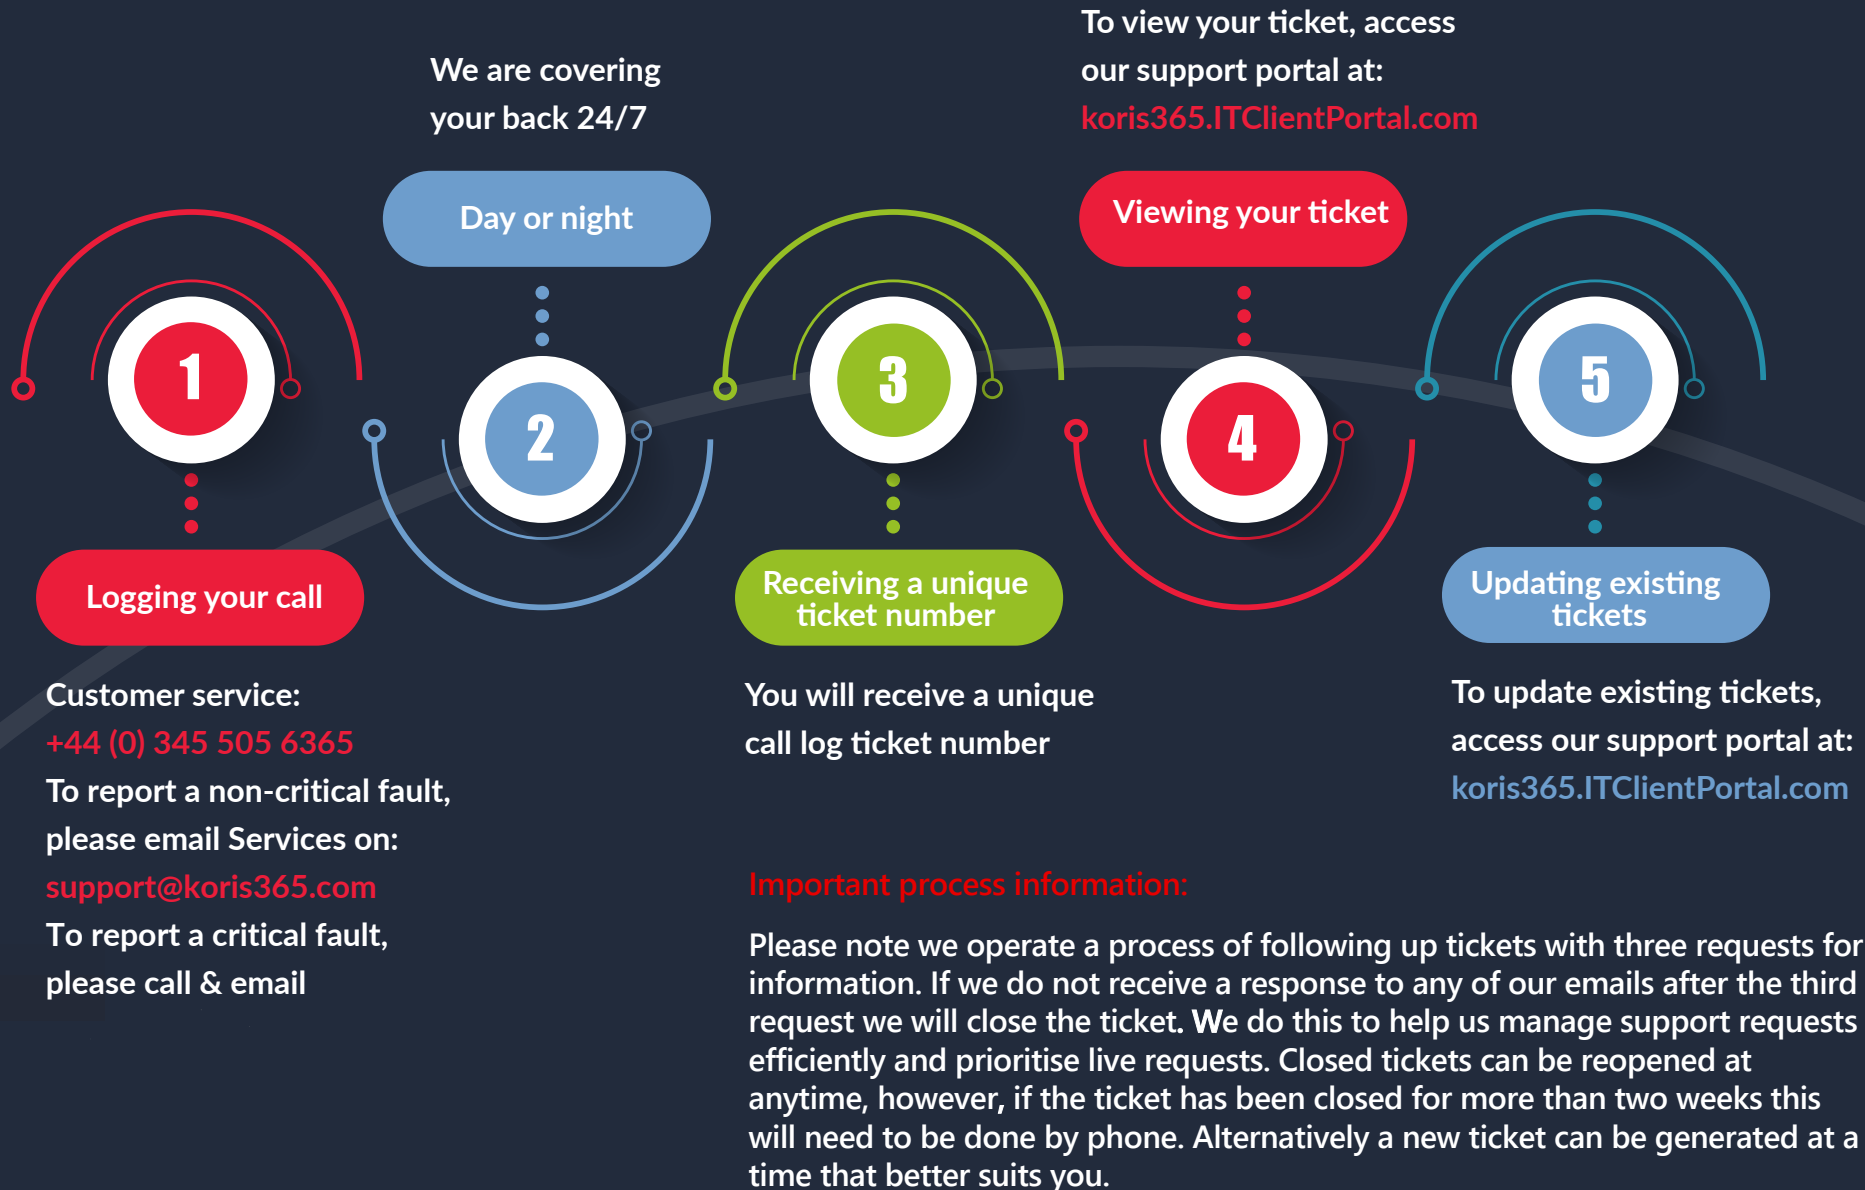 1
Logging your call
Customer service:
+44 (0) 345 505 6365
To report a non-critical fault,
please email Services on:
support@koris365.com
To report a critical fault,
please call & email
We are covering
your back 24/7
Day or night
2
3
Receiving a unique
ticket number
You will receive a unique
call log ticket number
To view your ticket, access
our support portal at:
koris365.ITClientPortal.com
Viewing your ticket
4
5
Updating existing
tickets
To update existing tickets,
access our support portal at:
koris365.ITClientPortal.com
Important process information:
Please note we operate a process of following up tickets with three requests for
information. If we do not receive a response to any of our emails after the third
request we will close the ticket. We do this to help us manage support requests
efficiently and prioritise live requests. Closed tickets can be reopened at
anytime, however, if the ticket has been closed for more than two weeks this
will need to be done by phone. Alternatively a new ticket can be generated at a
time that better suits you.